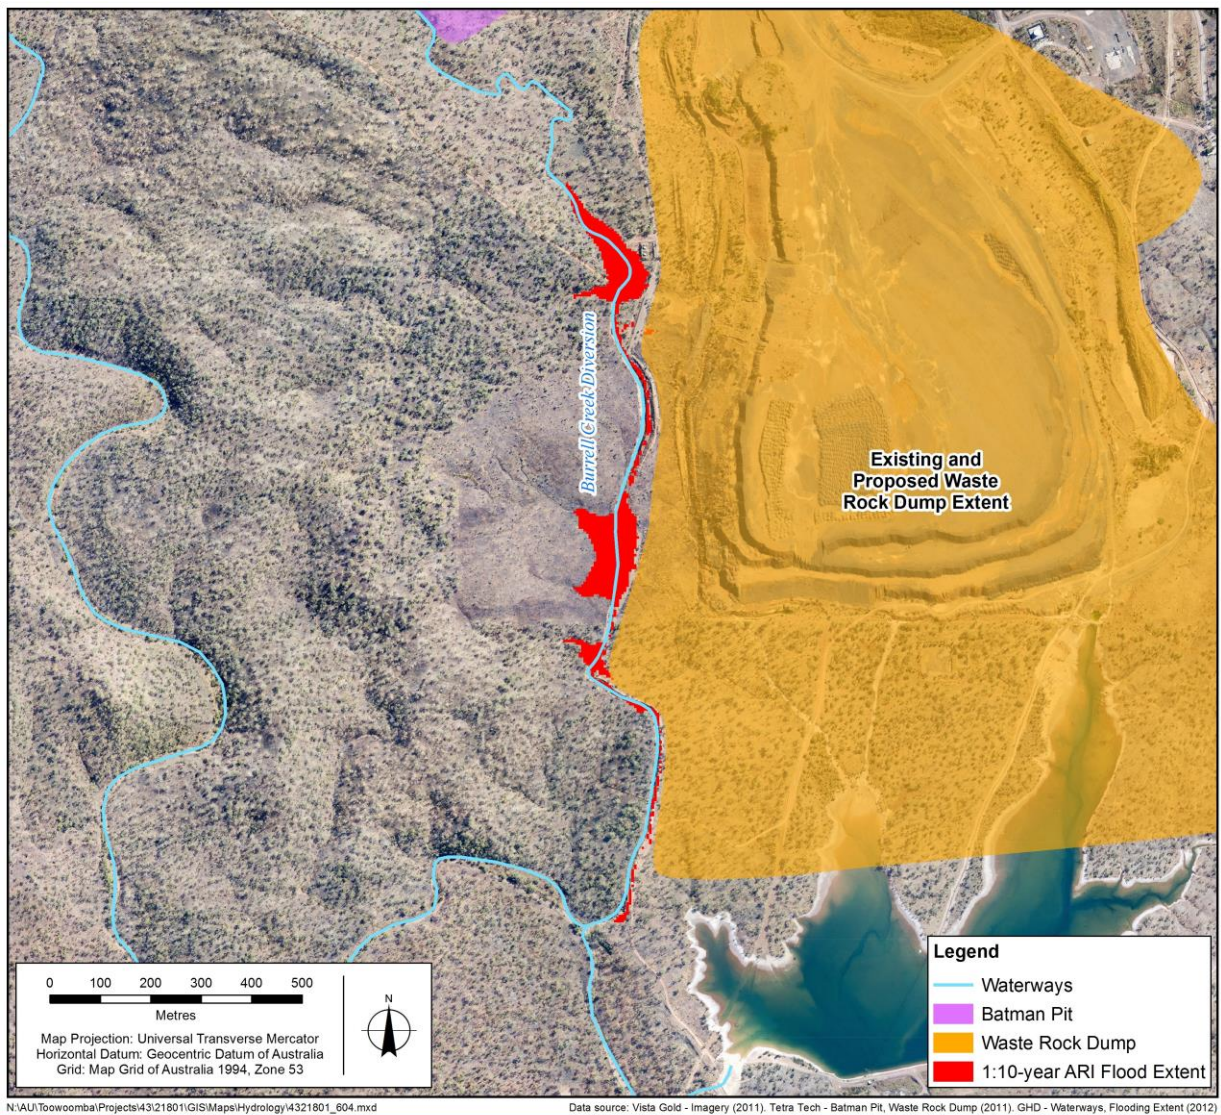 Burrell Creek Diversion
Existing and
Proposed Waste
Rock Dump Extent
0 100 200 300 400 500
Metres
Map Projection: Universal Transverse Mercator
Horizontal Datum: Geocentric Datum of Australia
Grid: Map Grid of Australia 1994, Zone 53
N
Legend
Waterways
Batman Pit
Waste Rock Dump
1:10-year ARI Flood Extent
N:\AU\Toowoomba\Projects\43\21801\GIS\Maps\Hydrology\4321801_604.mxd
Data source: Vista Gold - Imagery (2011). Tetra Tech - Batman Pit, Waste Rock Dump (2011). GHD - Waterways, Flooding Extent (2012)